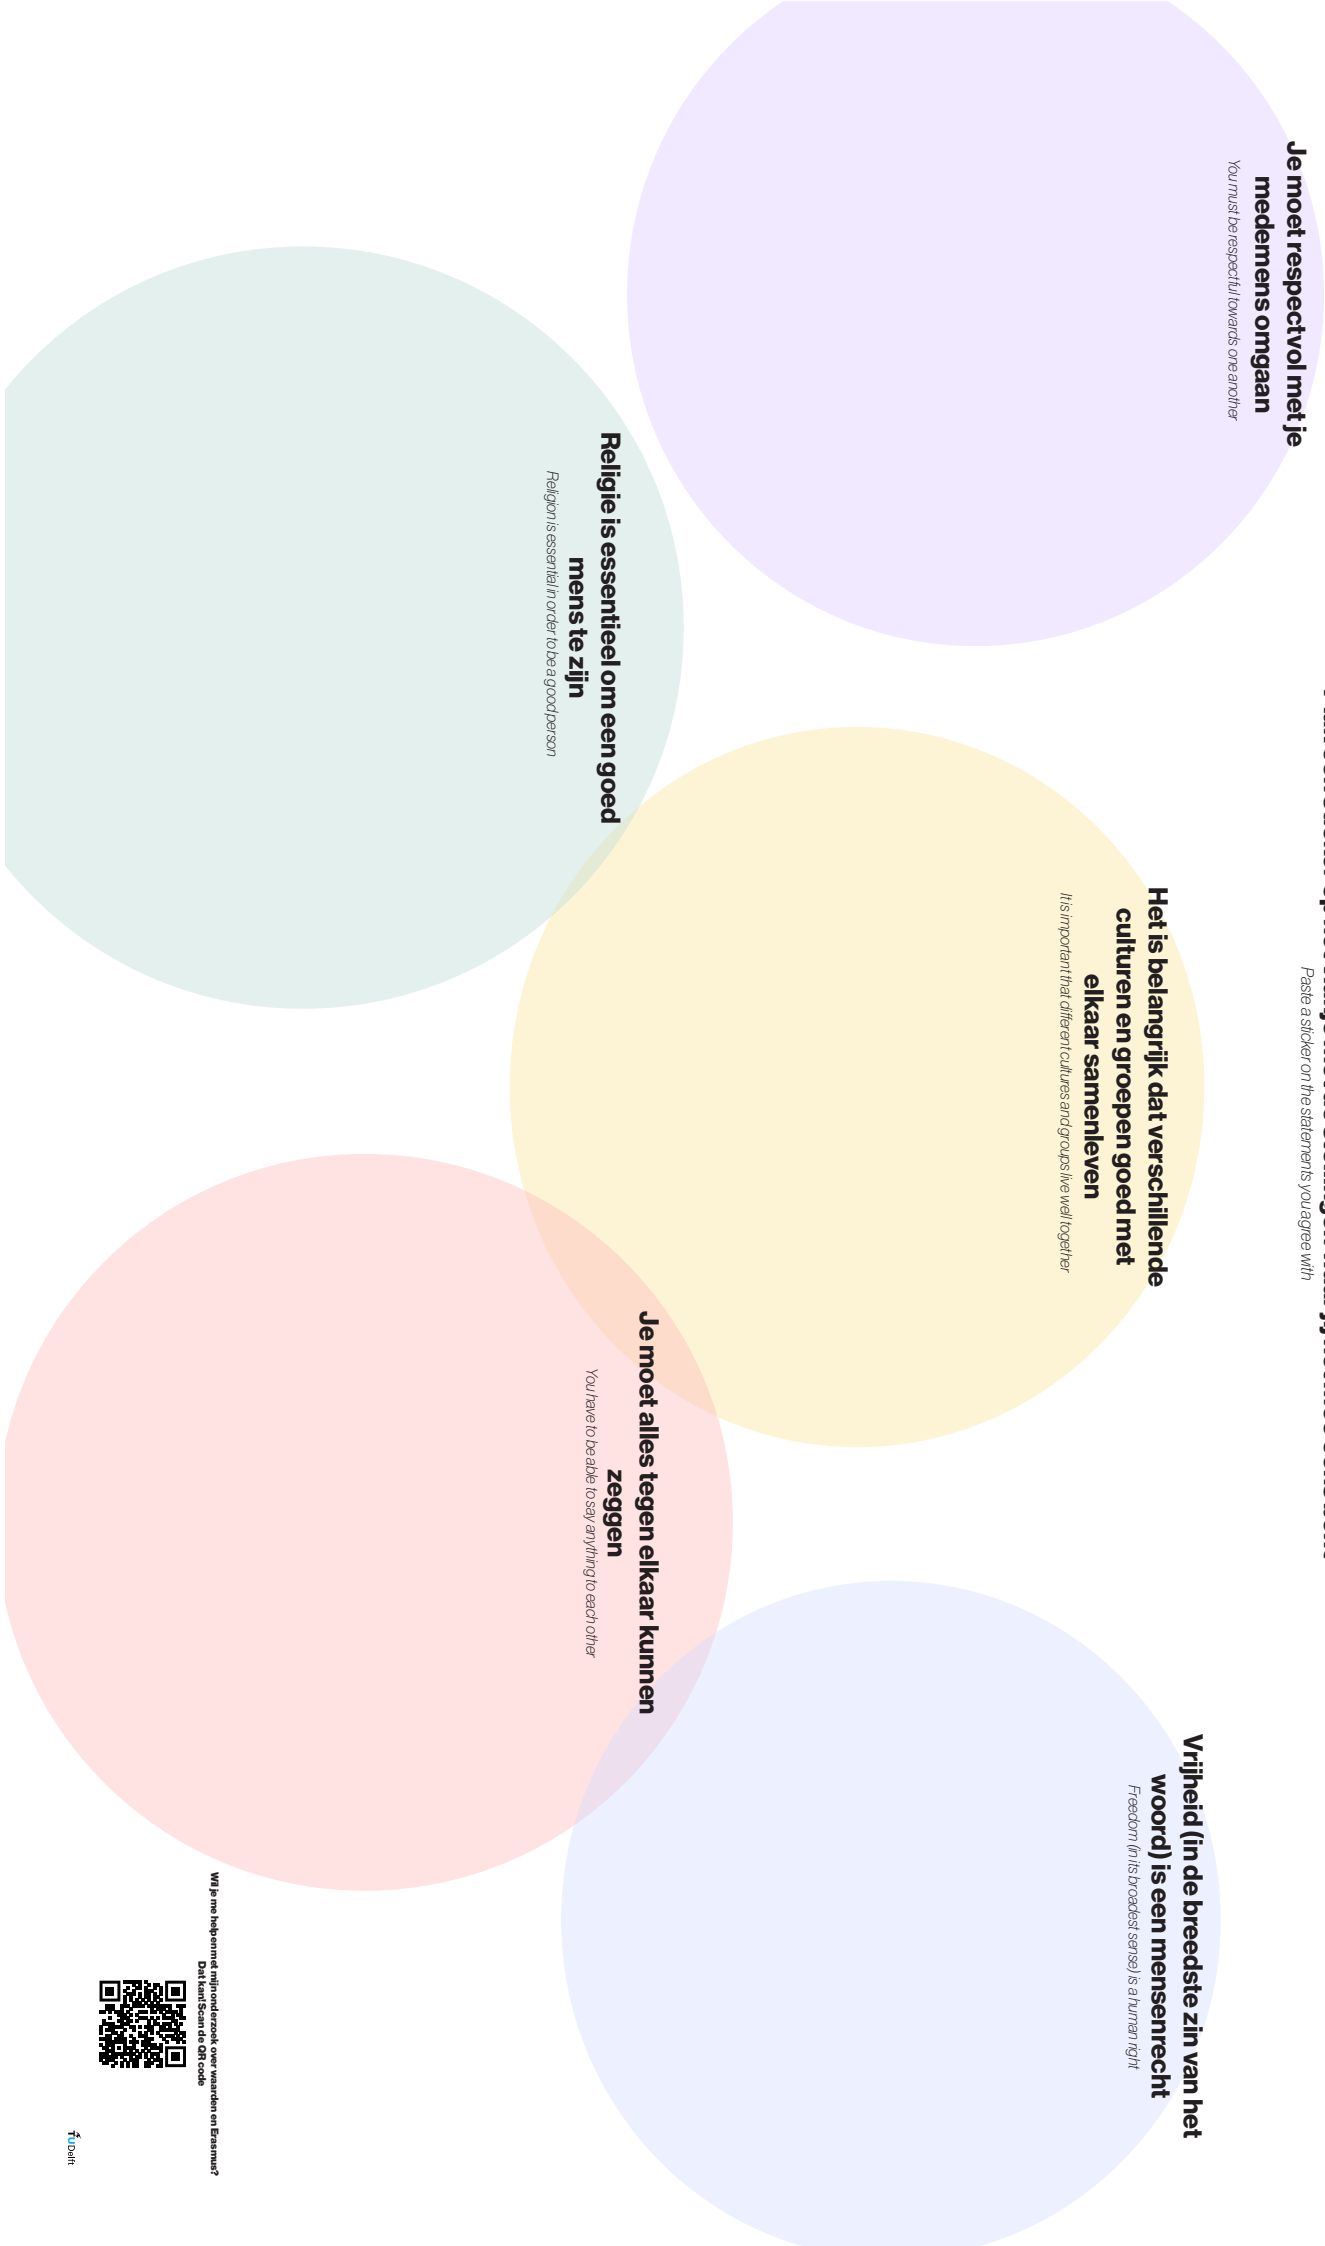 Paste a sticker on the statements you agree with
Je moet respectvol met je
medemens omgaan
You must be respectful towards one another
Het is belangrijk dat verschillende
culturen en groepen goed met
elkaar samenleven
It is important that different cultures and groups live well together
Vrijheid (in de breedste zin van het
woord) is een mensenrecht
Freedom (in its broadest sense) is a human right
Religie is essentieel om een goed
mens te zijn
Religion is essential in order to be a good person
Je moet alles tegen elkaar kunnen
zeggen
You have to be able to say anything to each other
Wil je me helpen met mijn onderzoek over waarden en Erasmus?
Dat kan! Scan de QR code
TU Delft